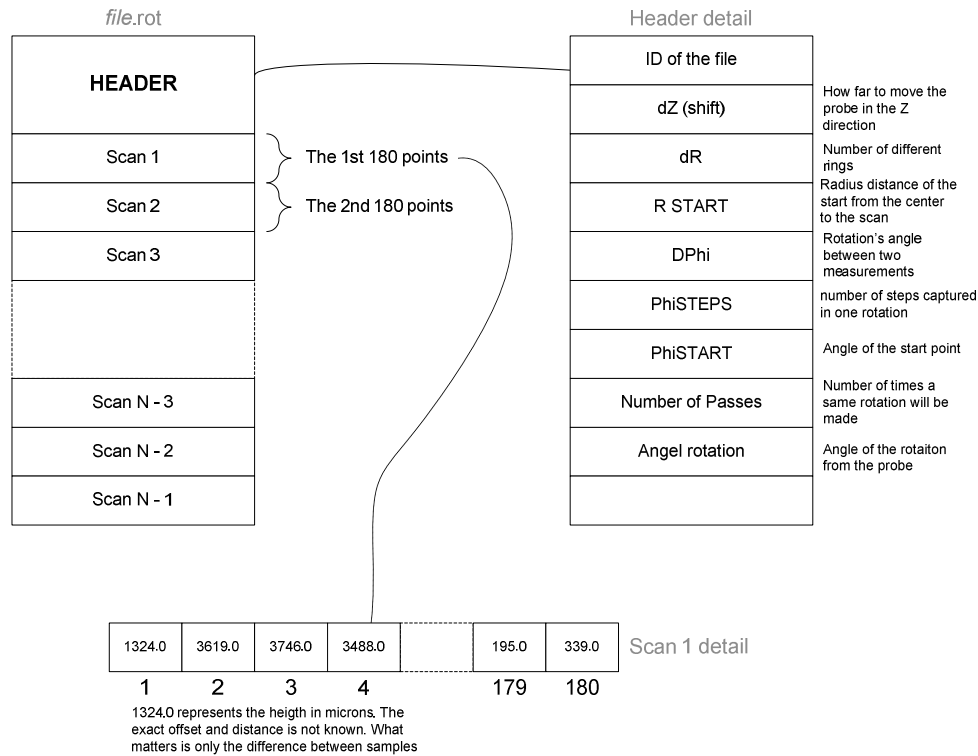 file.rot
HEADER
Scan 1
Scan 2
Scan 3
Scan N - 3
Scan N - 2
Scan N - 1
The 1st 180 points
The 2nd 180 points
Header detail
ID of the file
dZ (shift)
How far to move the
probe in the Z
direction
dR
Number of different
rings
R START
Radius distance of the
start from the center
to the scan
DPhi
Rotation's angle
between two
measurements
PhiSTEPS
number of steps captured
in one rotation
PhiSTART
Angle of the start point
Number of Passes
Number of times a
same rotation will be
made
Angel rotation
Angle of the rotaiton
from the probe
1324.0
3619.0
3746.0
3488.0
195.0
339.0
Scan 1 detail
1
2
3
4
179
180
1324.0 represents the heigth in microns. The
exact offset and distance is not known. What
matters is only the difference between samples